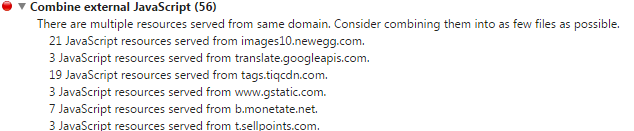 Combine external JavaScript (56)
There are multiple resources served from same domain. Consider combining them into as few files as possible.
21 JavaScript resources served from images10.newegg.com.
3 JavaScript resources served from translate.googleapis.com.
19 JavaScript resources served from tags.tiqcdn.com.
3 JavaScript resources served from www.gstatic.com.
7 JavaScript resources served from b.monetate.net.
3 JavaScript resources served from t.sellpoints.com.